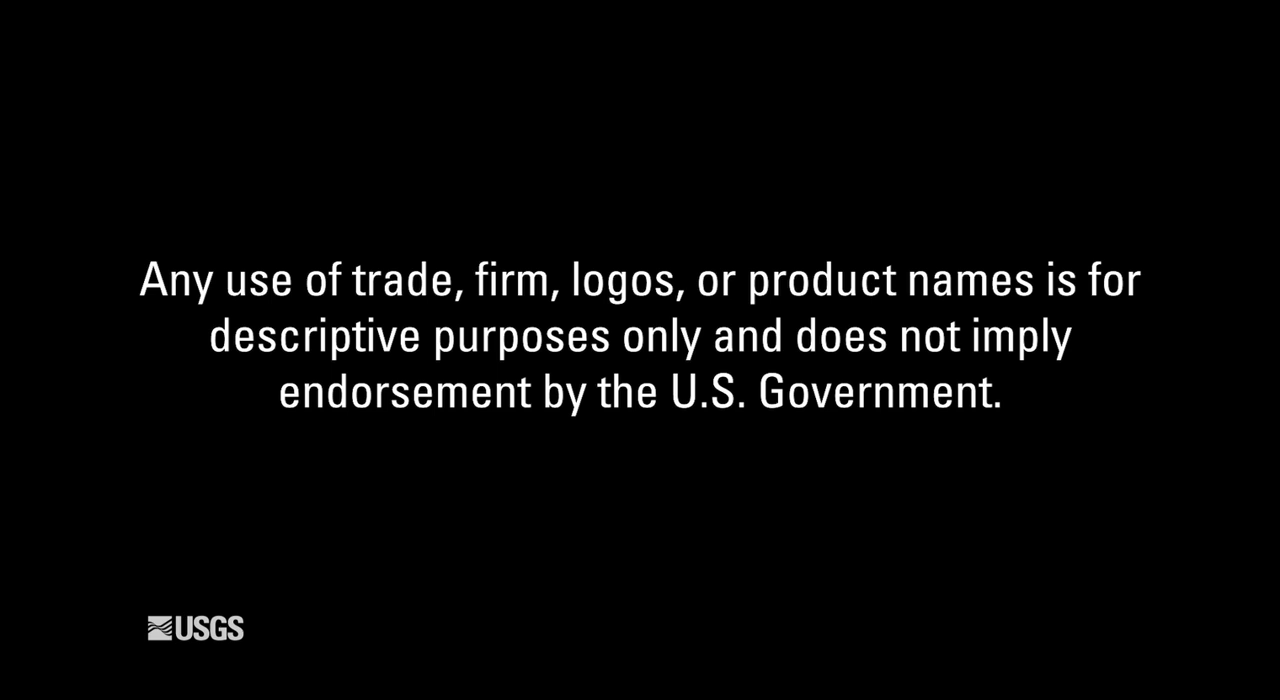 Any use of trade, firm, logos, or product names is for
descriptive purposes only and does not imply
endorsement by the U.S. Government.
USGS